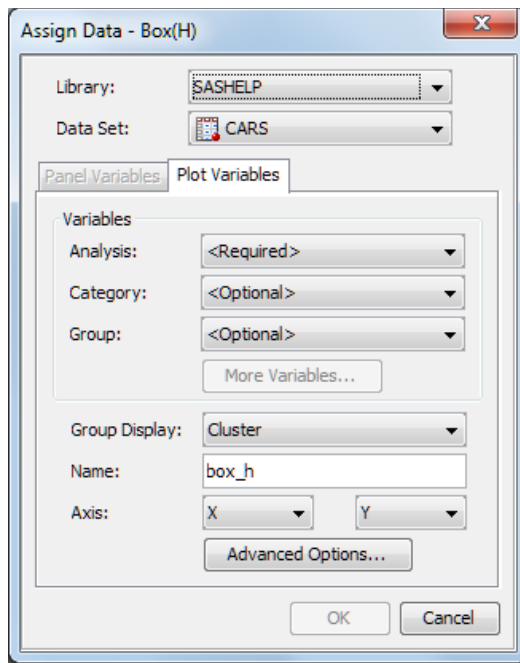 Assign Data - Box(H)
Library: SASHELP
Data Set: CARS
Panel Variables Plot Variables
Variables
Analysis: <Required>
Category: <Optional>
Group: <Optional>
More Variables...
Group Display: Cluster
Name: box_h
Axis: X Y
Advanced Options...
OK Cancel